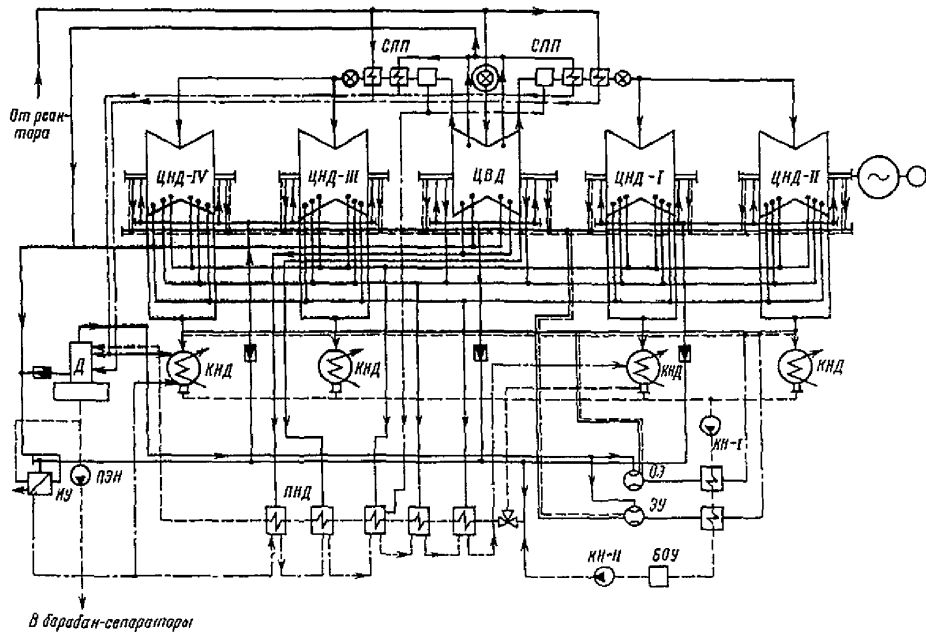 СПП
СПП
От реак-
тора
ЦНД-IV
ЦНД-III
ЦВД
ЦНД-I
ЦНД-II
Д
КНД
КНД
КНД
КНД
КН-I
ПЭН
ИУ
ПНД
ОЭ
ЭУ
КН-II
БОУ
В барабан-сепараторы